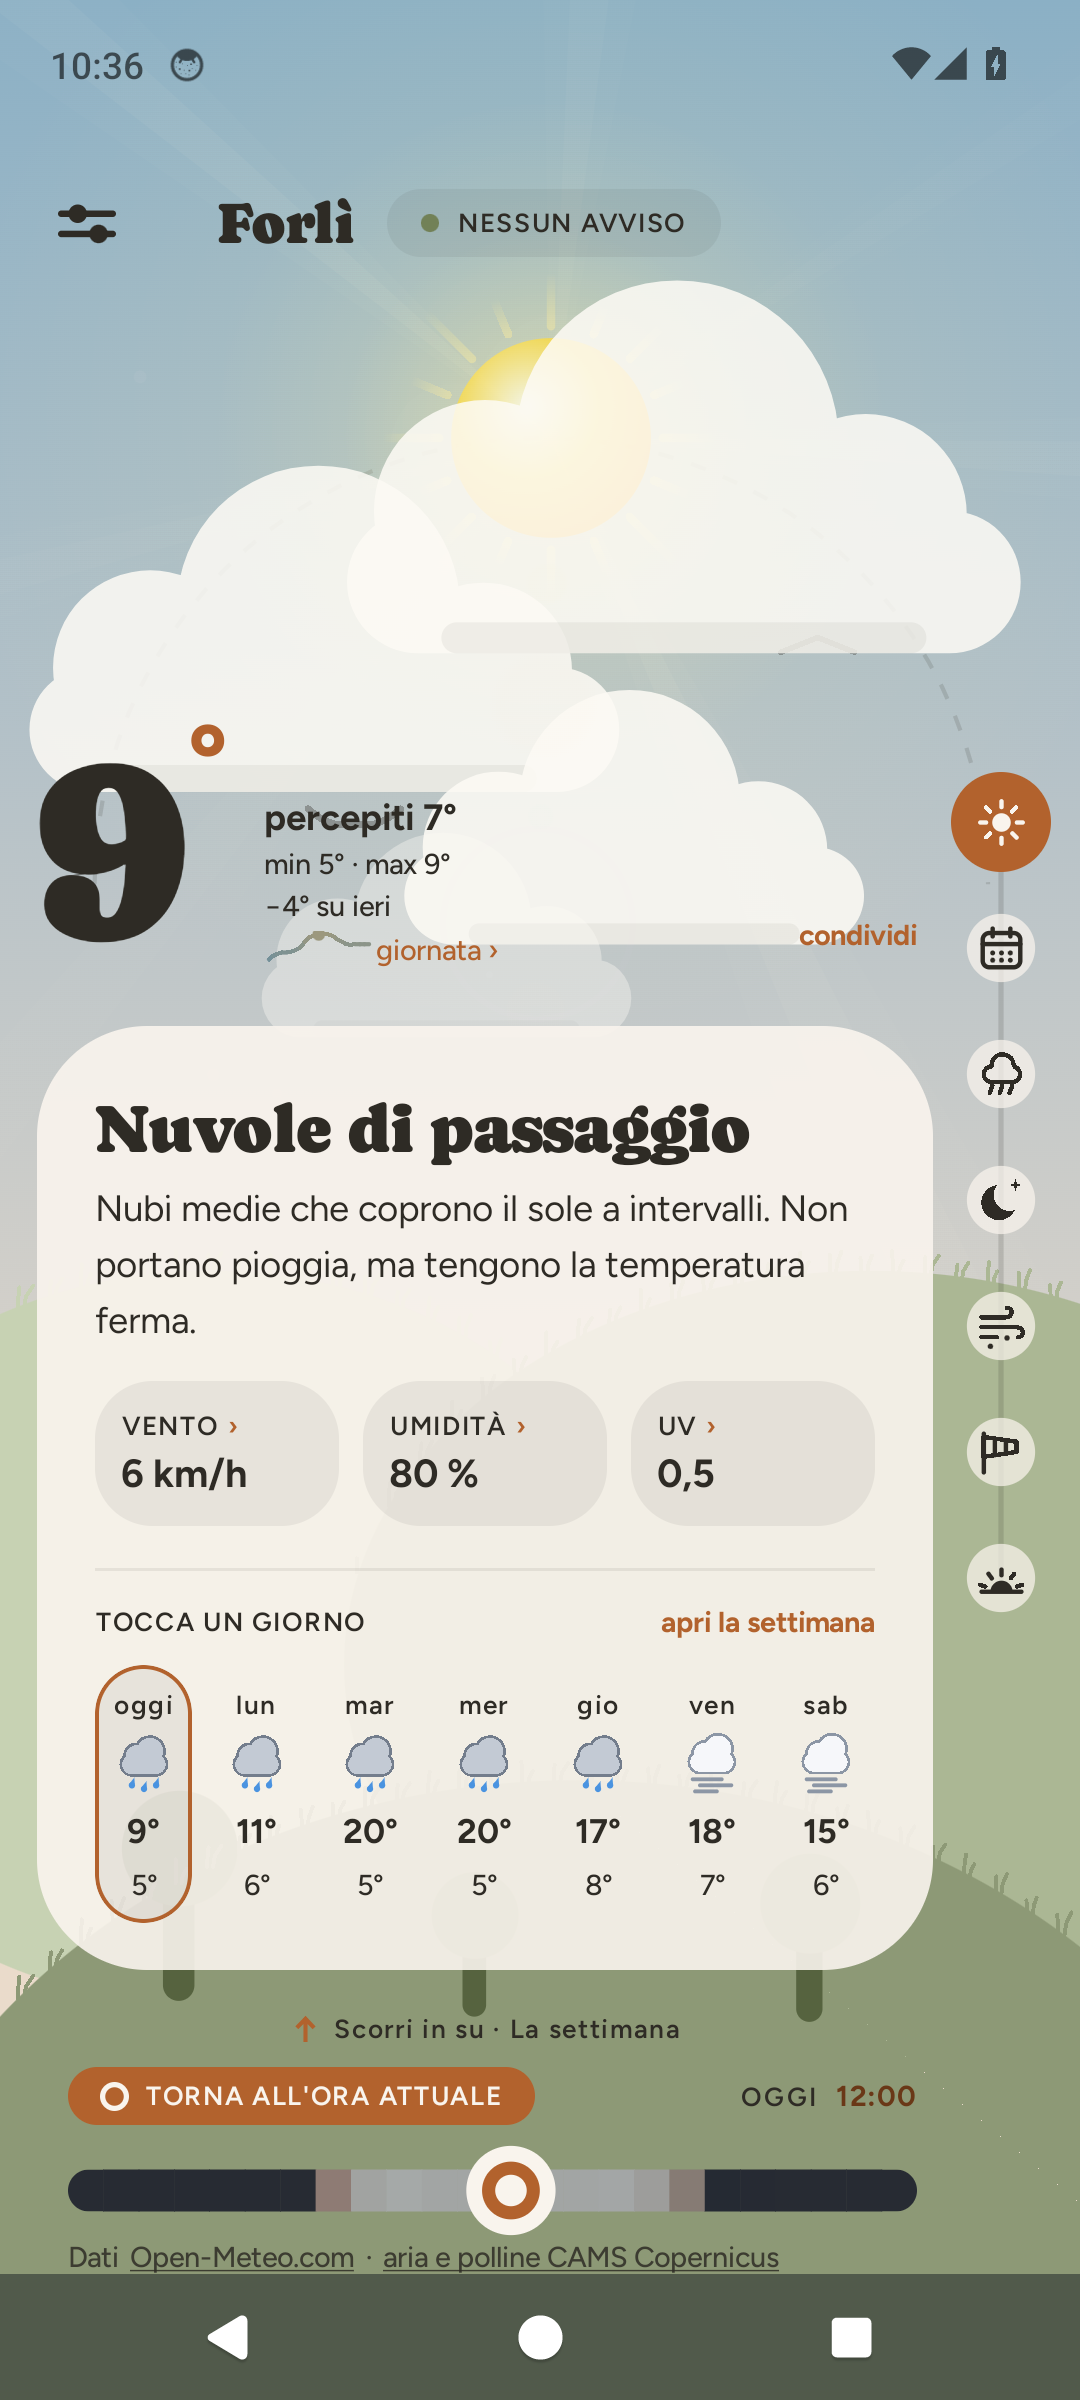 10:36
Forlì
NESSUN AVVISO
9°
percepiti 7°
min 5° · max 9°
−4° su ieri
giornata ›
condividi
Nuvole di passaggio
Nubi medie che coprono il sole a intervalli. Non
portano pioggia, ma tengono la temperatura
ferma.
VENTO › UMIDITÀ › UV ›
6 km/h 80 % 0,5
TOCCA UN GIORNO apri la settimana
oggi lun mar mer gio ven sab
9° 11° 20° 20° 17° 18° 15°
5° 6° 5° 5° 8° 7° 6°
↑ Scorri in su · La settimana
TORNA ALL'ORA ATTUALE OGGI 12:00
Dati Open-Meteo.com · aria e polline CAMS Copernicus